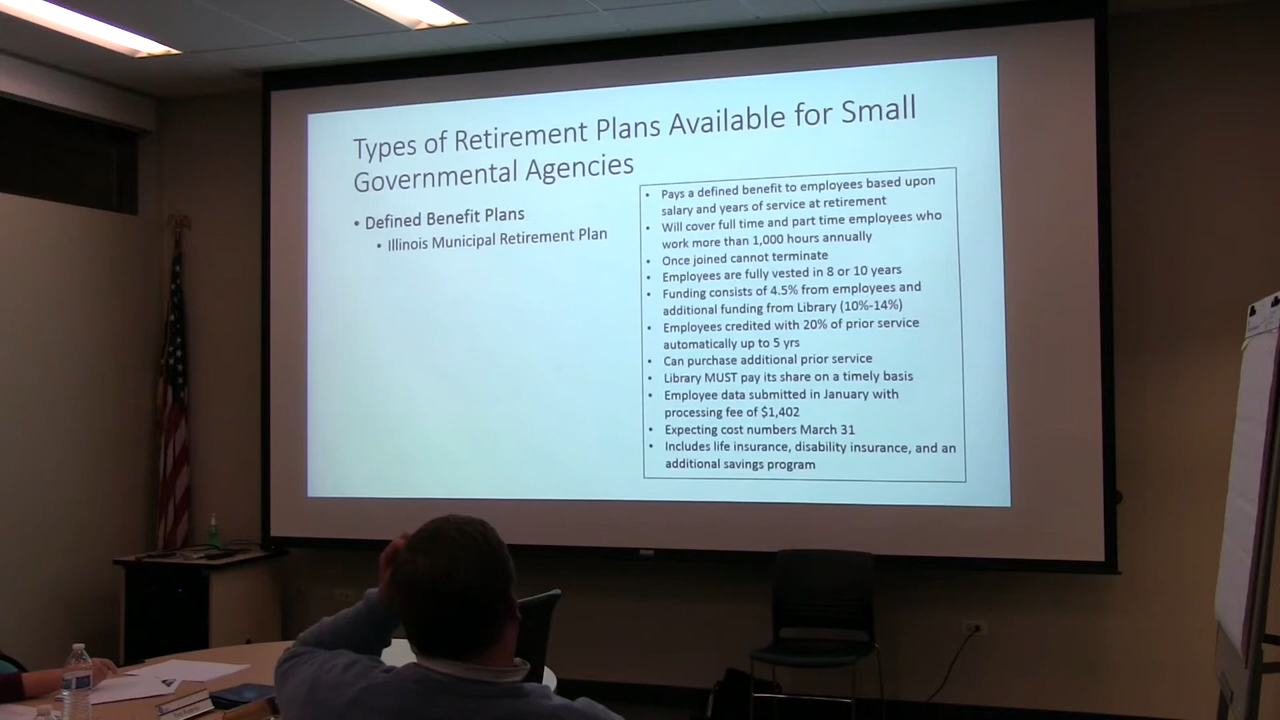 Types of Retirement Plans Available for Small
Governmental Agencies
• Defined Benefit Plans
• Illinois Municipal Retirement Plan
• Pays a defined benefit to employees based upon
salary and years of service at retirement
• Will cover full time and part time employees who
work more than 1,000 hours annually
• Once joined cannot terminate
• Employees are fully vested in 8 or 10 years
• Funding consists of 4.5% from employees and
additional funding from Library (10%-14%)
• Employees credited with 20% of prior service
automatically up to 5 yrs
• Can purchase additional prior service
• Library MUST pay its share on a timely basis
• Employee data submitted in January with
processing fee of $1,402
• Expecting cost numbers March 31
• Includes life insurance, disability insurance, and an
additional savings program